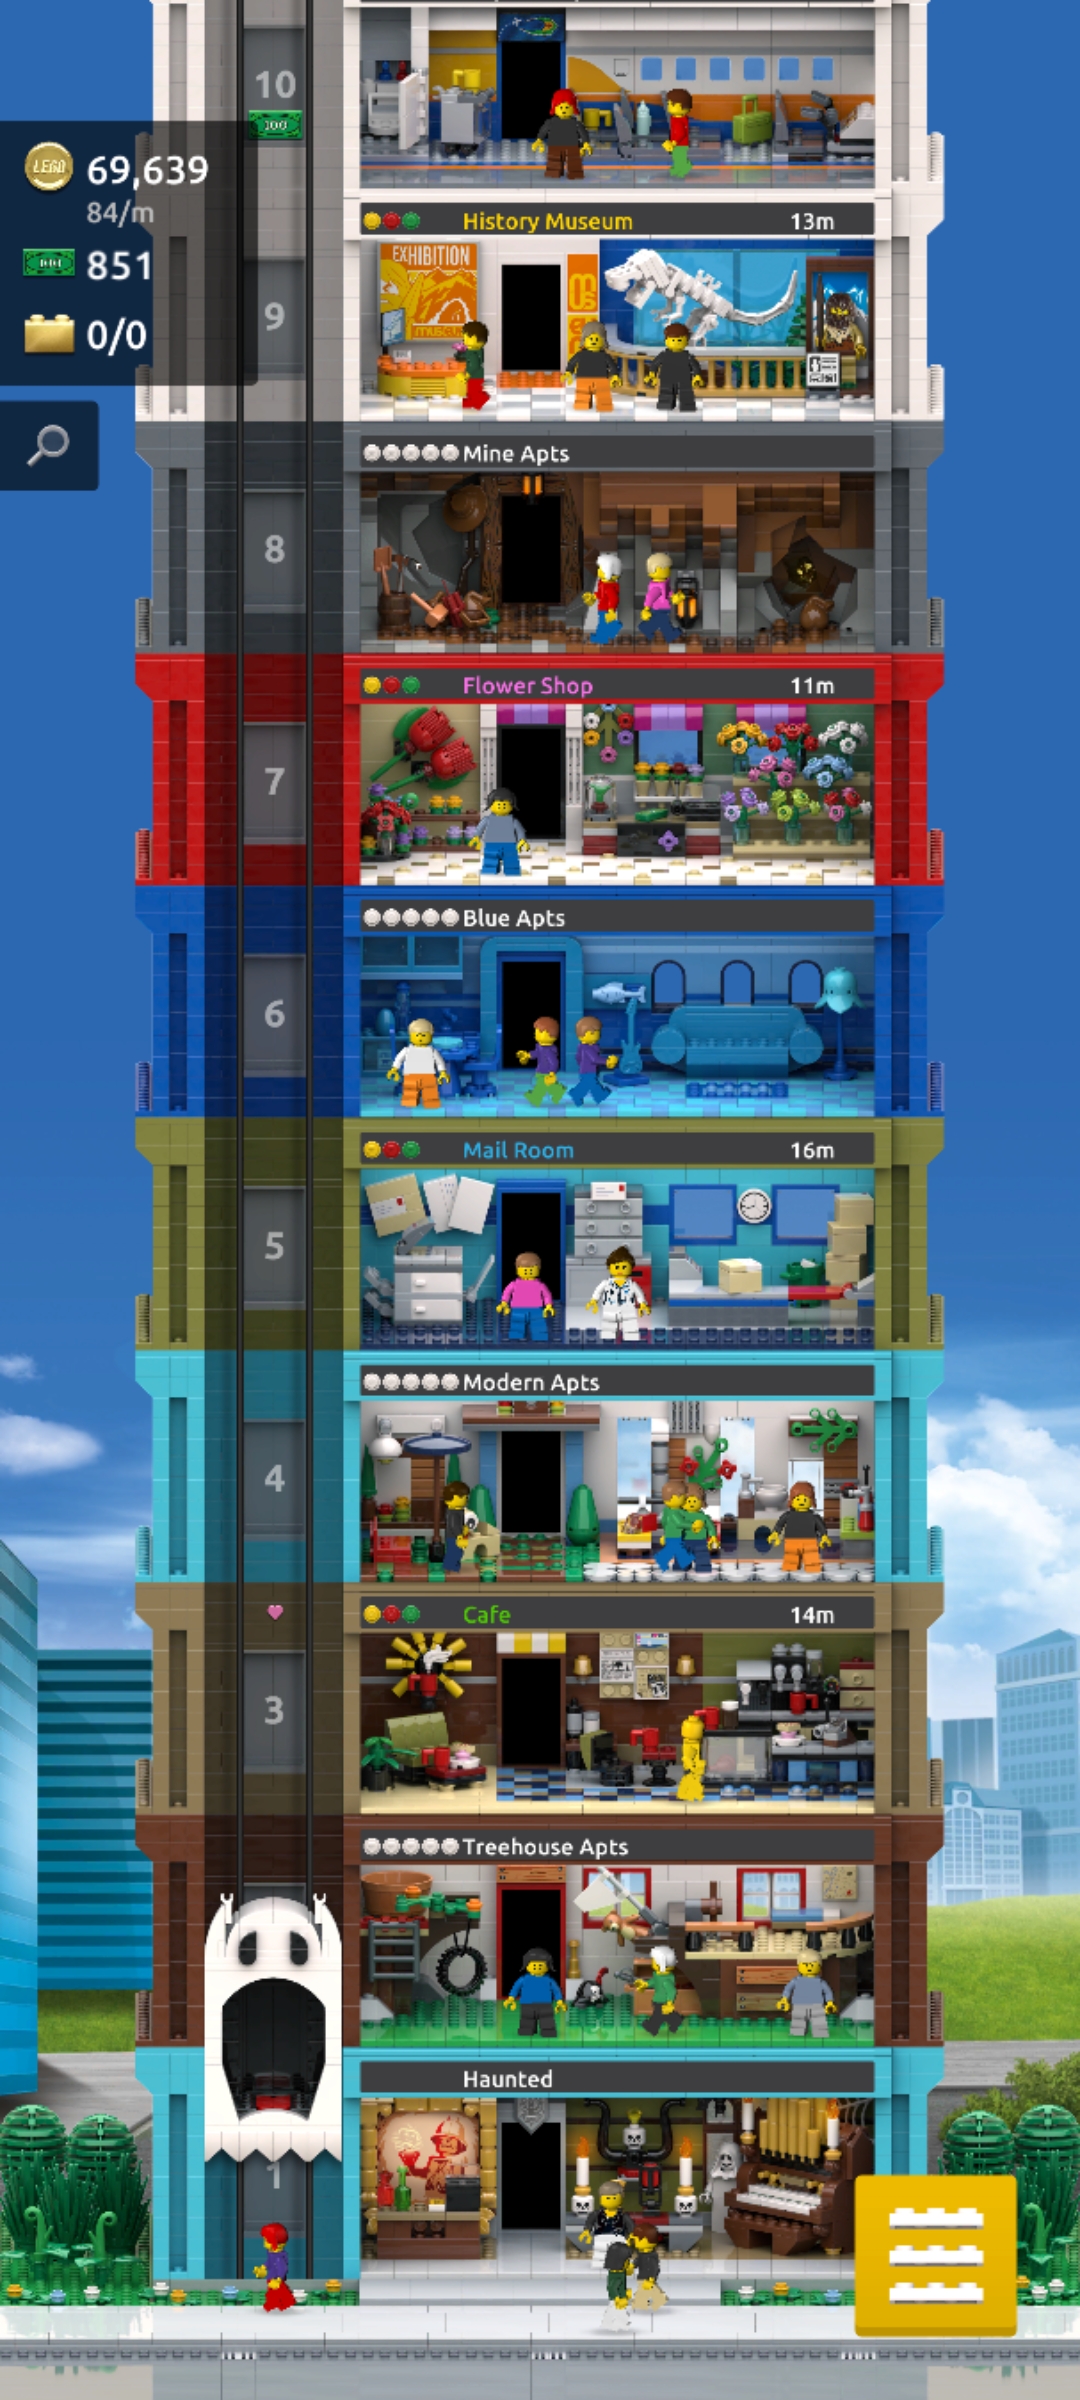 10
100
LEGO 69,639
84/m
851
0/0
History Museum 13m
EXHIBITION
museum
9
Mine Apts
8
Flower Shop 11m
7
Blue Apts
6
Mail Room 16m
5
Modern Apts
4
Cafe 14m
3
Treehouse Apts
Haunted
1